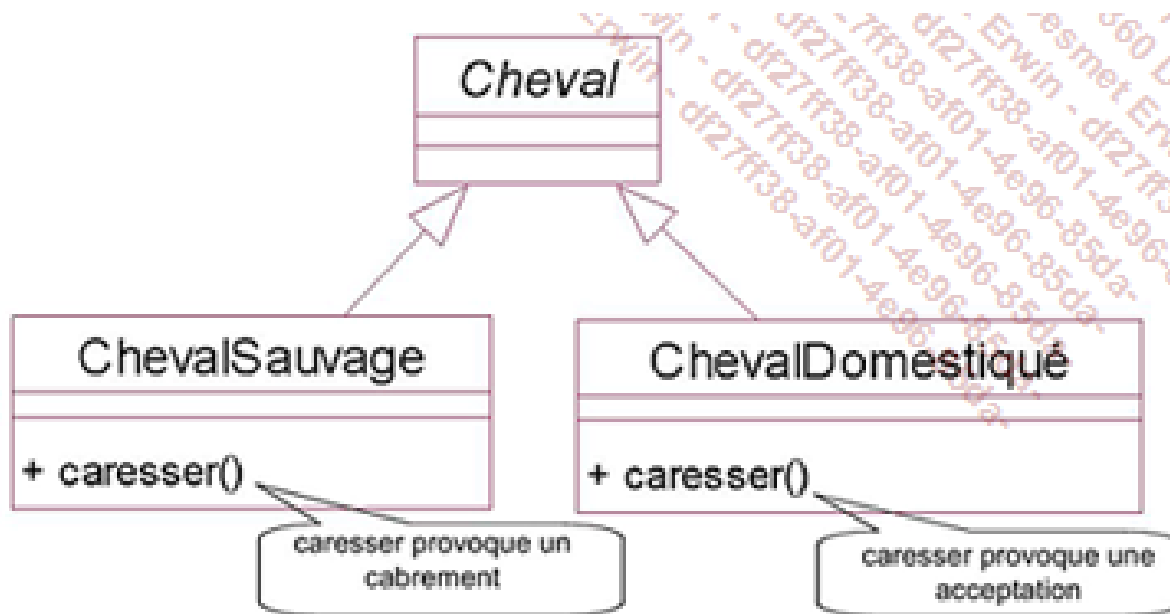 Cheval
ChevalSauvage
+ caresser()
caresser provoque un
cabrement
ChevalDomestiqué
+ caresser()
caresser provoque une
acceptation